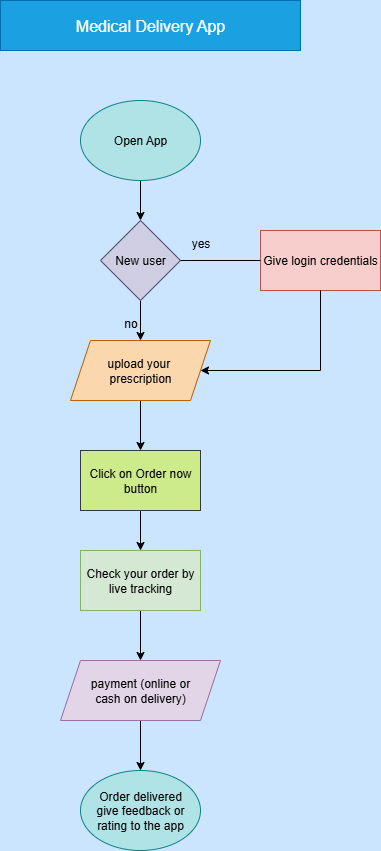 Medical Delivery App
Open App
New user
yes
Give login credentials
no
upload your
prescription
Click on Order now
button
Check your order by
live tracking
payment (online or
cash on delivery)
Order delivered
give feedback or
rating to the app